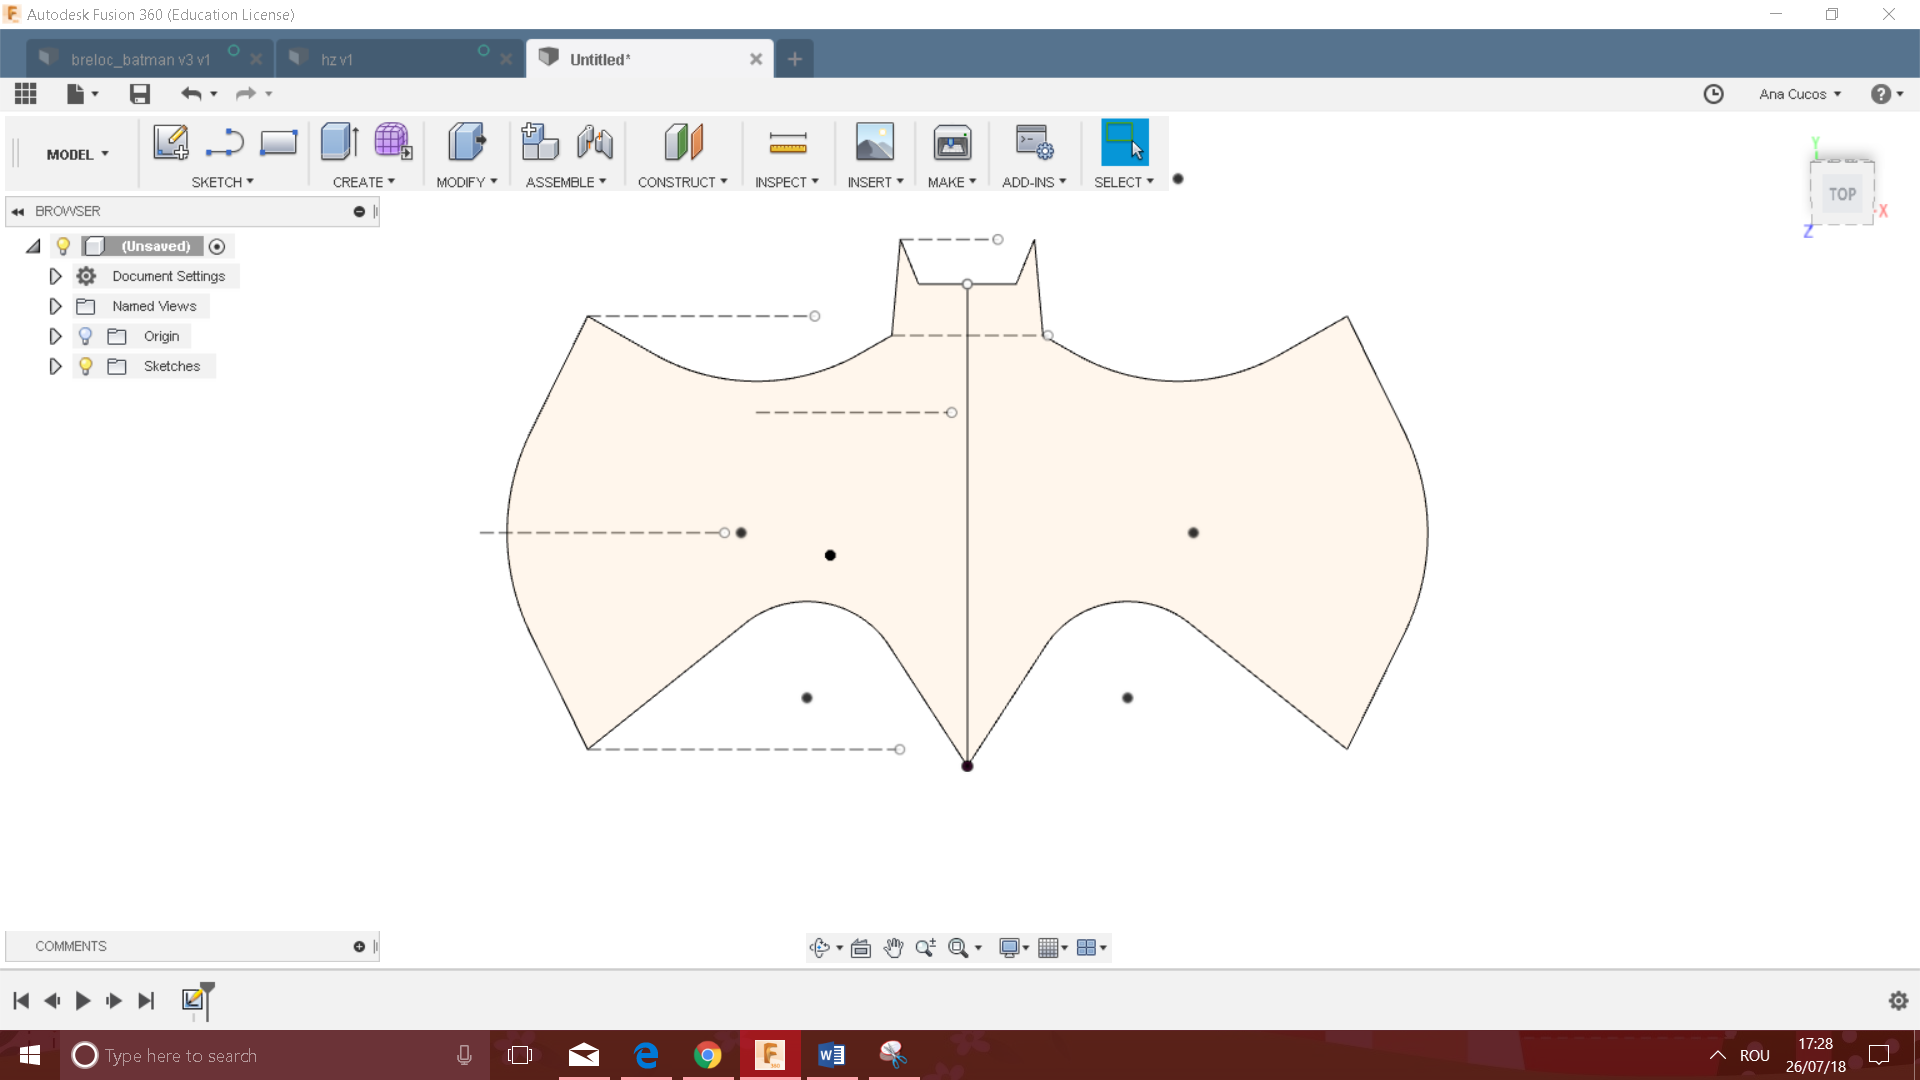 Autodesk Fusion 360 (Education License)
breloc_batman v3 v1
hz v1
Untitled*
Ana Cucos
MODEL
SKETCH
CREATE
MODIFY
ASSEMBLE
CONSTRUCT
INSPECT
INSERT
MAKE
ADD-INS
SELECT
BROWSER
(Unsaved)
Document Settings
Named Views
Origin
Sketches
Y
TOP
X
Z
COMMENTS
Type here to search
ROU
17:28
26/07/18